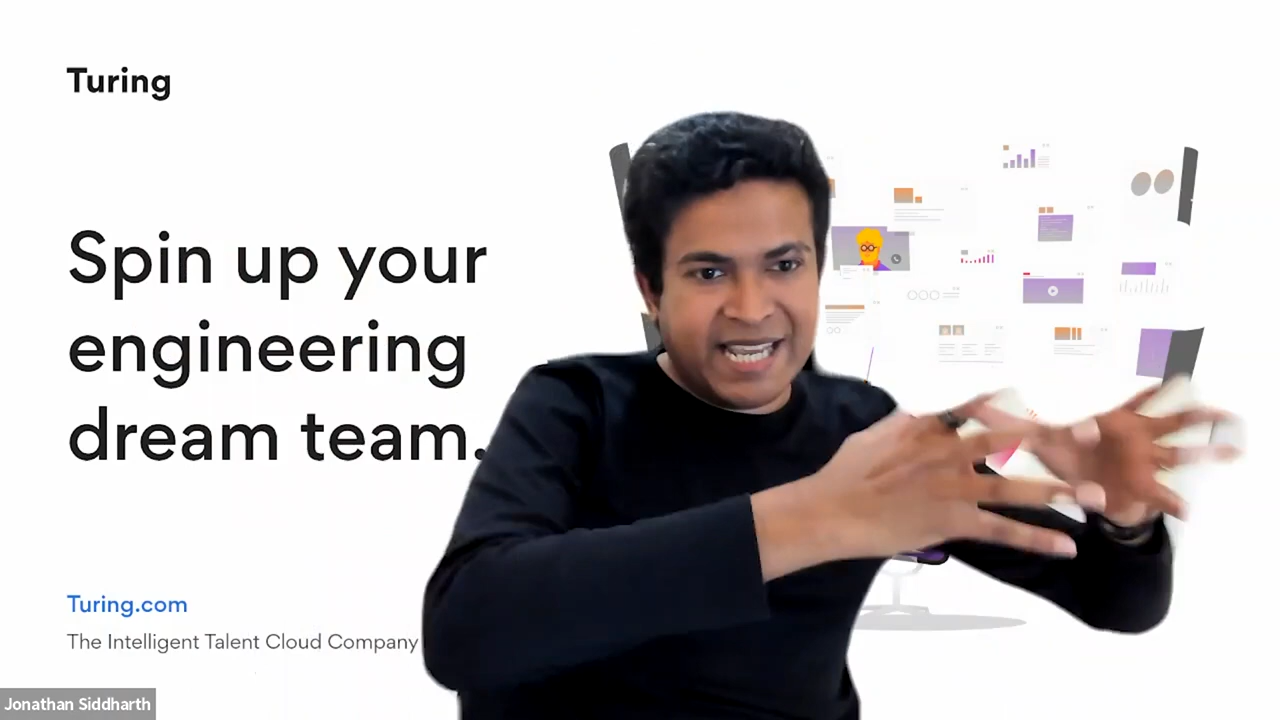 Turing
Spin up your
engineering
dream team.
Turing.com
The Intelligent Talent Cloud Company
Jonathan Siddharth